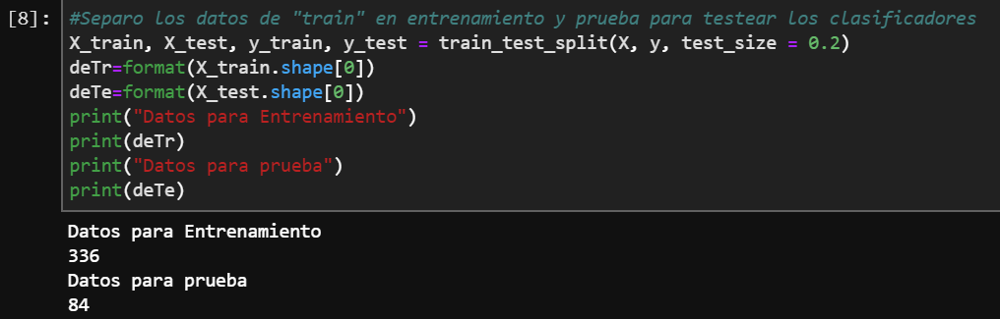 [8]: #Separo los datos de "train" en entrenamiento y prueba para testear los clasificadores
X_train, X_test, y_train, y_test = train_test_split(X, y, test_size = 0.2)
deTr=format(X_train.shape[0])
deTe=format(X_test.shape[0])
print("Datos para Entrenamiento")
print(deTr)
print("Datos para prueba")
print(deTe)
Datos para Entrenamiento
336
Datos para prueba
84